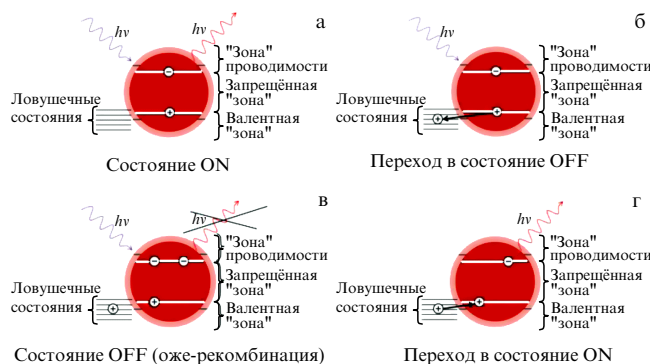 а
hν
hν
"Зона"
проводимости
Запрещённая
"зона"
Валентная
"зона"
Ловушечные
состояния
Состояние ON
б
hν
"Зона"
проводимости
Запрещённая
"зона"
Валентная
"зона"
Ловушечные
состояния
Переход в состояние OFF
в
hν
hν
"Зона"
проводимости
Запрещённая
"зона"
Валентная
"зона"
Ловушечные
состояния
Состояние OFF (оже-рекомбинация)
г
hν
"Зона"
проводимости
Запрещённая
"зона"
Валентная
"зона"
Ловушечные
состояния
Переход в состояние ON